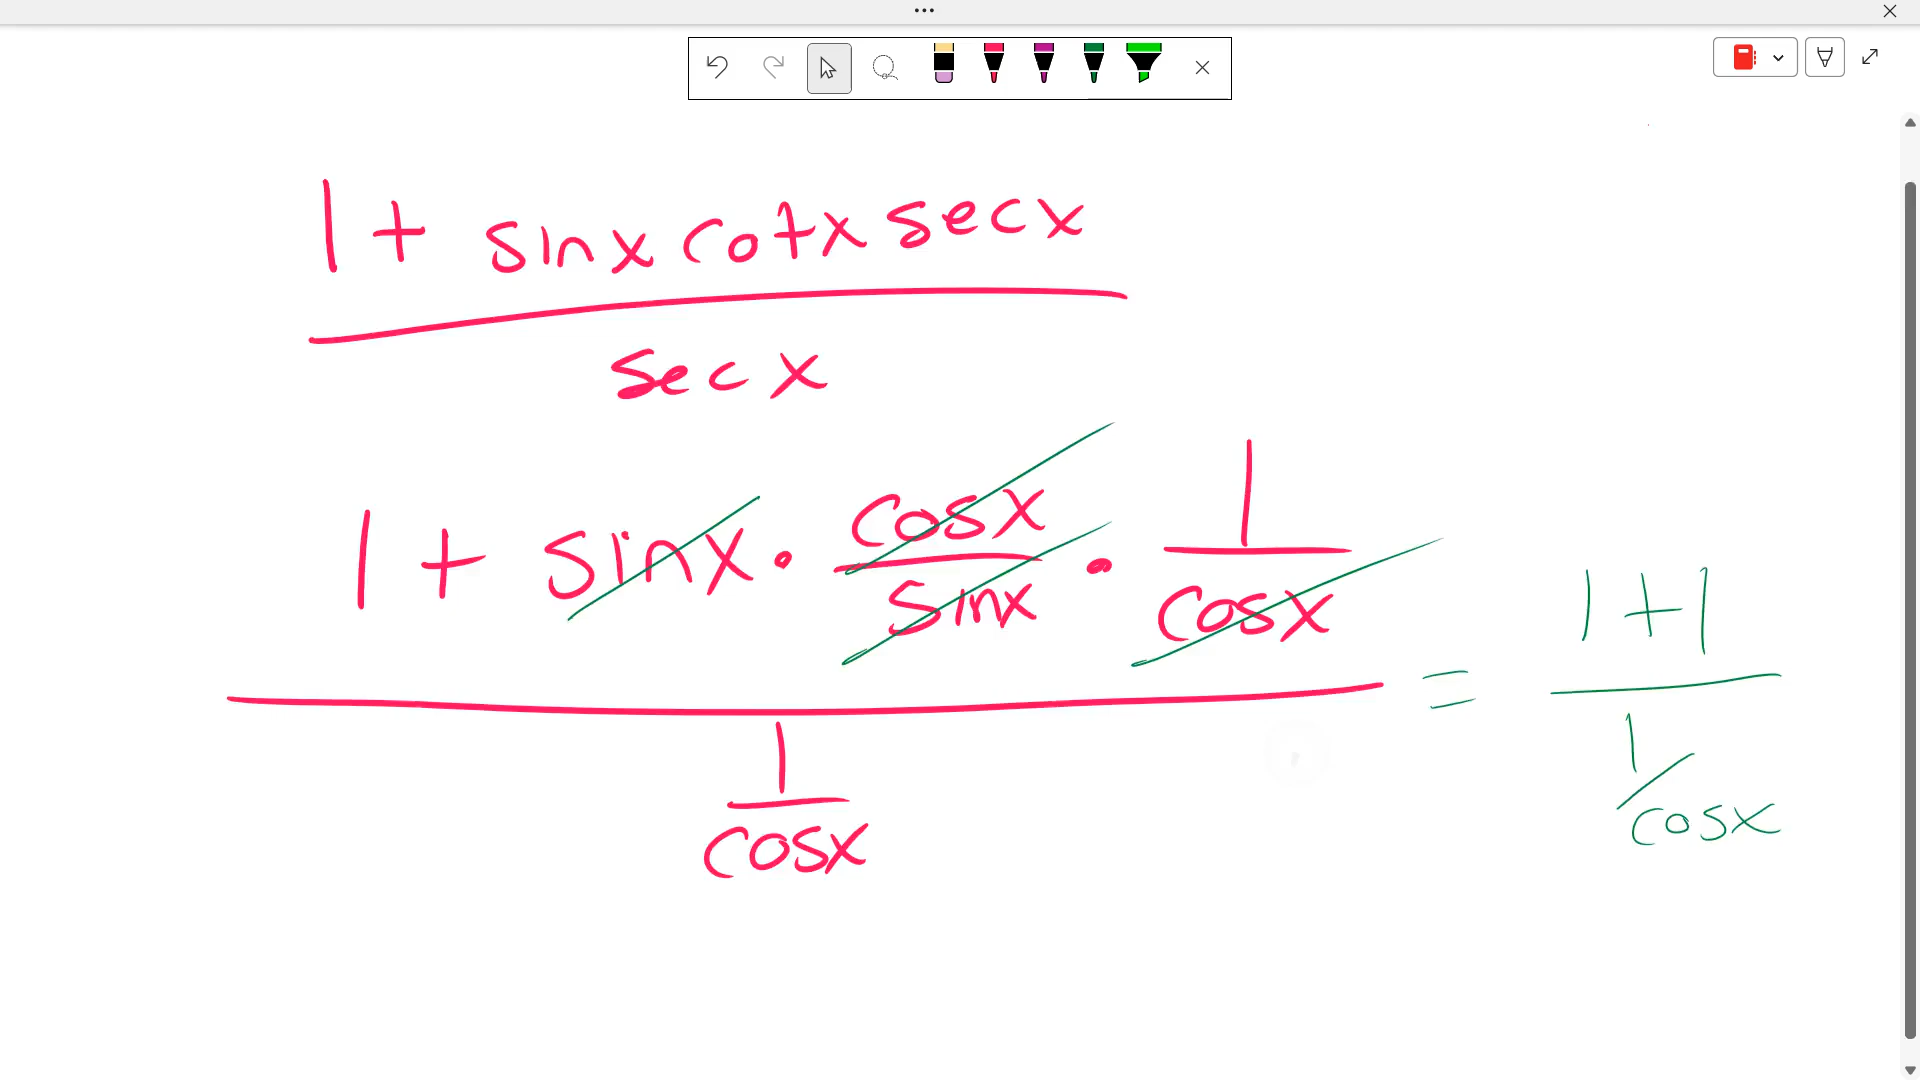 1 + sinx cotx secx
secx
1 + sinx · cosx/sinx · 1/cosx
1/cosx
= 1+1
1/cosx